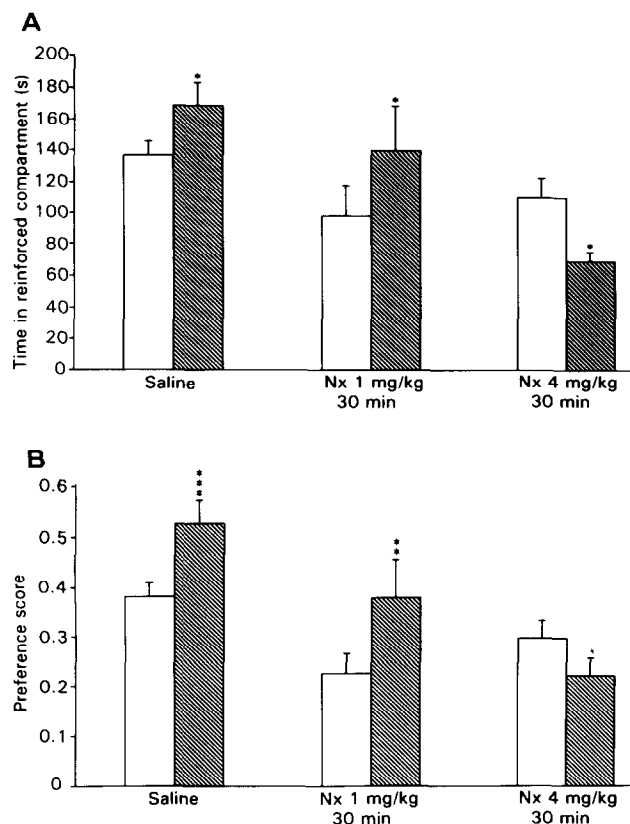 A
Time in reinforced compartment (s)
200
180
160
140
120
100
80
60
40
20
0
*
*
*
Saline
Nx 1 mg/kg
30 min
Nx 4 mg/kg
30 min
B
Preference score
0.6
0.5
0.4
0.3
0.2
0.1
0
***
**
Saline
Nx 1 mg/kg
30 min
Nx 4 mg/kg
30 min